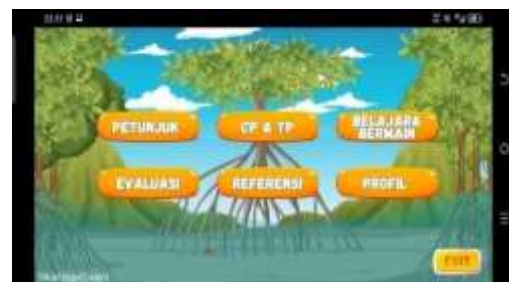 PETUNJUK
CP & TP
BELAJARA
BERMAIN
EVALUASI
REFERENSI
PROFIL
EXIT